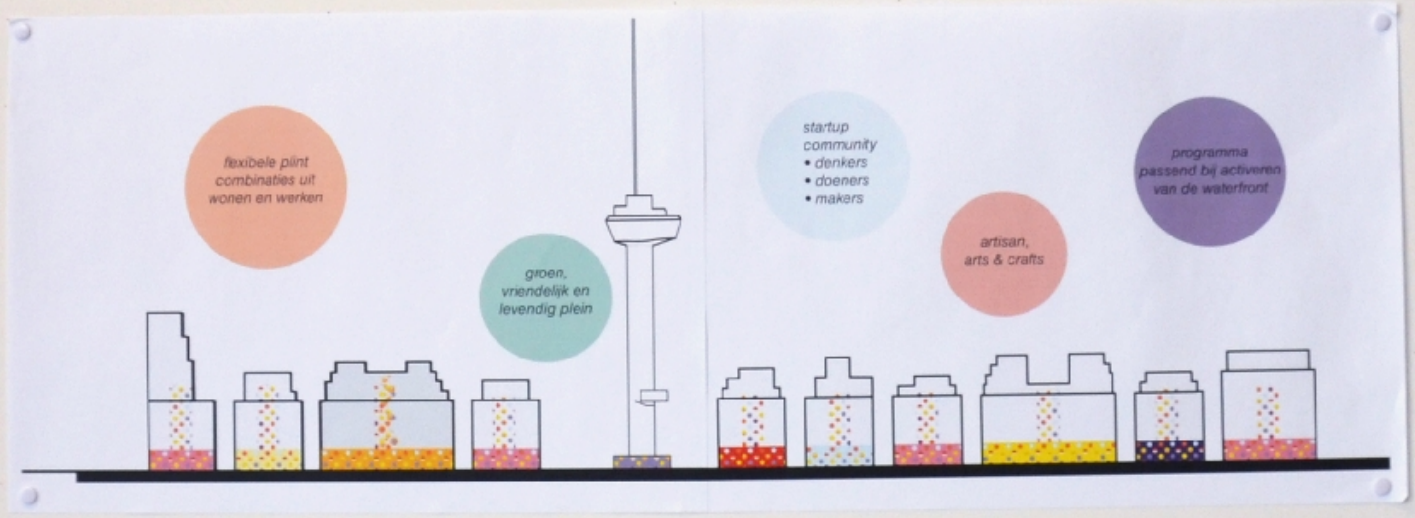 flexibele plint
combinaties uit
wonen en werken
groen,
vriendelijk en
levendig plein
startup
community
• denkers
• doeners
• makers
artisan,
arts & crafts
programma
passend bij activeren
van de waterfront